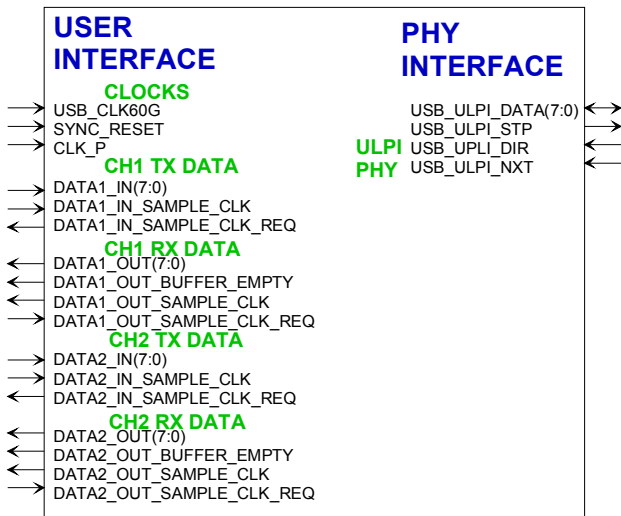 USER
INTERFACE
CLOCKS
USB_CLK60G
SYNC_RESET
CLK_P
CH1 TX DATA
DATA1_IN(7:0)
DATA1_IN_SAMPLE_CLK
DATA1_IN_SAMPLE_CLK_REQ
CH1 RX DATA
DATA1_OUT(7:0)
DATA1_OUT_BUFFER_EMPTY
DATA1_OUT_SAMPLE_CLK
DATA1_OUT_SAMPLE_CLK_REQ
CH2 TX DATA
DATA2_IN(7:0)
DATA2_IN_SAMPLE_CLK
DATA2_IN_SAMPLE_CLK_REQ
CH2 RX DATA
DATA2_OUT(7:0)
DATA2_OUT_BUFFER_EMPTY
DATA2_OUT_SAMPLE_CLK
DATA2_OUT_SAMPLE_CLK_REQ
PHY
INTERFACE
USB_ULPI_DATA(7:0)
USB_ULPI_STP
ULPI USB_UPLI_DIR
PHY USB_ULPI_NXT